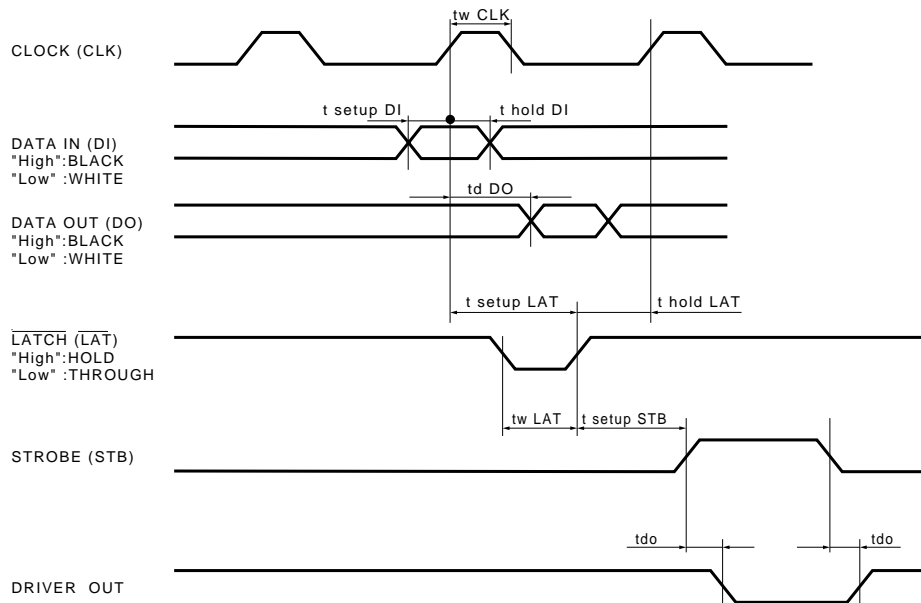 tw CLK
CLOCK (CLK)
t setup DI
t hold DI
DATA IN (DI)
"High":BLACK
"Low" :WHITE
td DO
DATA OUT (DO)
"High":BLACK
"Low" :WHITE
t setup LAT
t hold LAT
LATCH (LAT)
"High":HOLD
"Low" :THROUGH
tw LAT
t setup STB
STROBE (STB)
tdo
tdo
DRIVER OUT